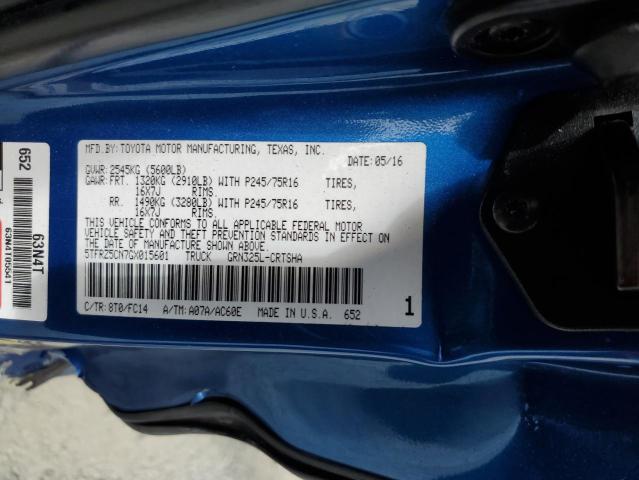 MFD.BY:TOYOTA MOTOR MANUFACTURING, TEXAS, INC.
DATE:05/16
GVWR:2545KG (5600LB)
GAWR:FRT. 1320KG (2910LB) WITH P245/75R16 TIRES,
16X7J RIMS,
RR. 1490KG (3280LB) WITH P245/75R16 TIRES,
16X7J RIMS,
THIS VEHICLE CONFORMS TO ALL APPLICABLE FEDERAL MOTOR
VEHICLE SAFETY AND THEFT PREVENTION STANDARDS IN EFFECT ON
THE DATE OF MANUFACTURE SHOWN ABOVE.
5TFRZ5CN7GX015601 TRUCK GRN325L-CRTSHA
C/TR:8T0/FC14 A/TM:A07A/AC60E MADE IN U.S.A. 652
1
652
63N4T
63N4T05541